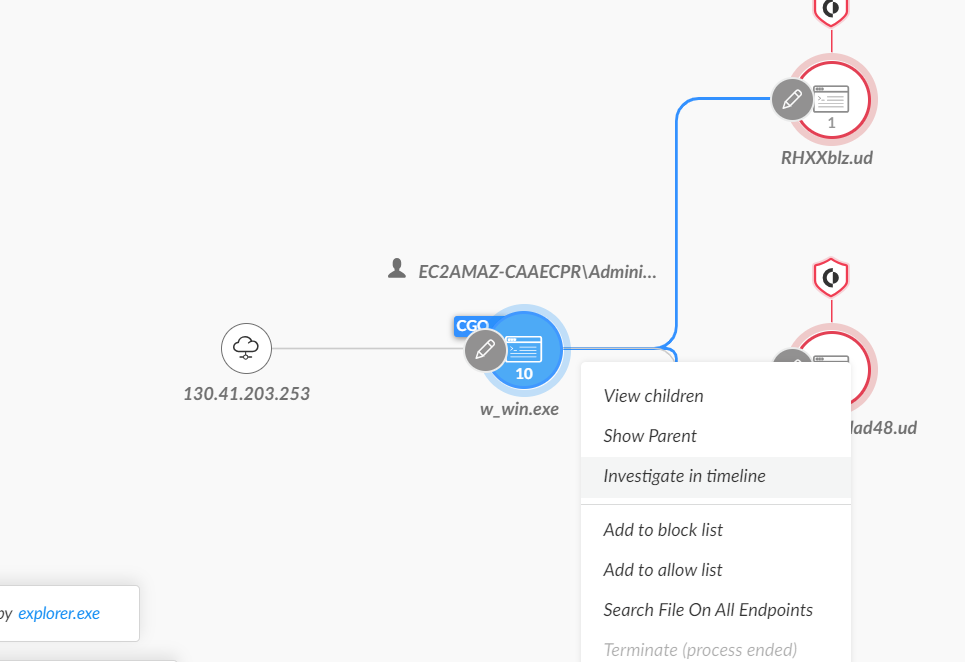 1
RHXXblz.ud
EC2AMAZ-CAAECPR\Admini...
CGO
10
130.41.203.253
w_win.exe
lad48.ud
View children
Show Parent
Investigate in timeline
Add to block list
Add to allow list
Search File On All Endpoints
Terminate (process ended)
by explorer.exe